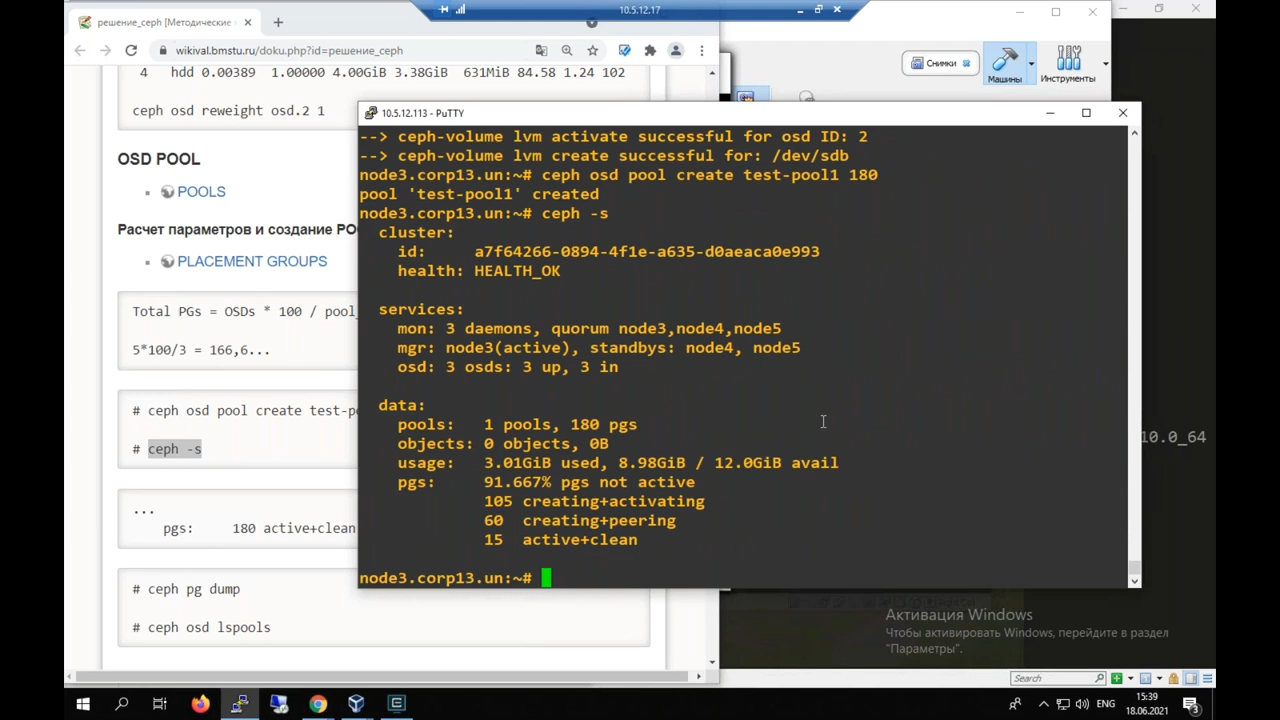 10.5.12.17
решение_ceph [Методические
wikival.bmstu.ru/doku.php?id=решение_ceph
4 hdd 0.00389 1.00000 4.00GiB 3.38GiB 631MiB 84.58 1.24 102
ceph osd reweight osd.2 1
OSD POOL
POOLS
Расчет параметров и создание PO
PLACEMENT GROUPS
Total PGs = OSDs * 100 / pool_
5*100/3 = 166,6...
# ceph osd pool create test-po
# ceph -s
...
pgs: 180 active+clean
# ceph pg dump
# ceph osd lspools
Снимки
Машины
Инструменты
10.5.12.113 - PuTTY
--> ceph-volume lvm activate successful for osd ID: 2
--> ceph-volume lvm create successful for: /dev/sdb
node3.corp13.un:~# ceph osd pool create test-pool1 180
pool 'test-pool1' created
node3.corp13.un:~# ceph -s
cluster:
id: a7f64266-0894-4f1e-a635-d0aeaca0e993
health: HEALTH_OK
services:
mon: 3 daemons, quorum node3,node4,node5
mgr: node3(active), standbys: node4, node5
osd: 3 osds: 3 up, 3 in
data:
pools: 1 pools, 180 pgs
objects: 0 objects, 0B
usage: 3.01GiB used, 8.98GiB / 12.0GiB avail
pgs: 91.667% pgs not active
105 creating+activating
60 creating+peering
15 active+clean
node3.corp13.un:~#
10.0_64
Активация Windows
Чтобы активировать Windows, перейдите в раздел
"Параметры".
Search
ENG
15:39
18.06.2021
3